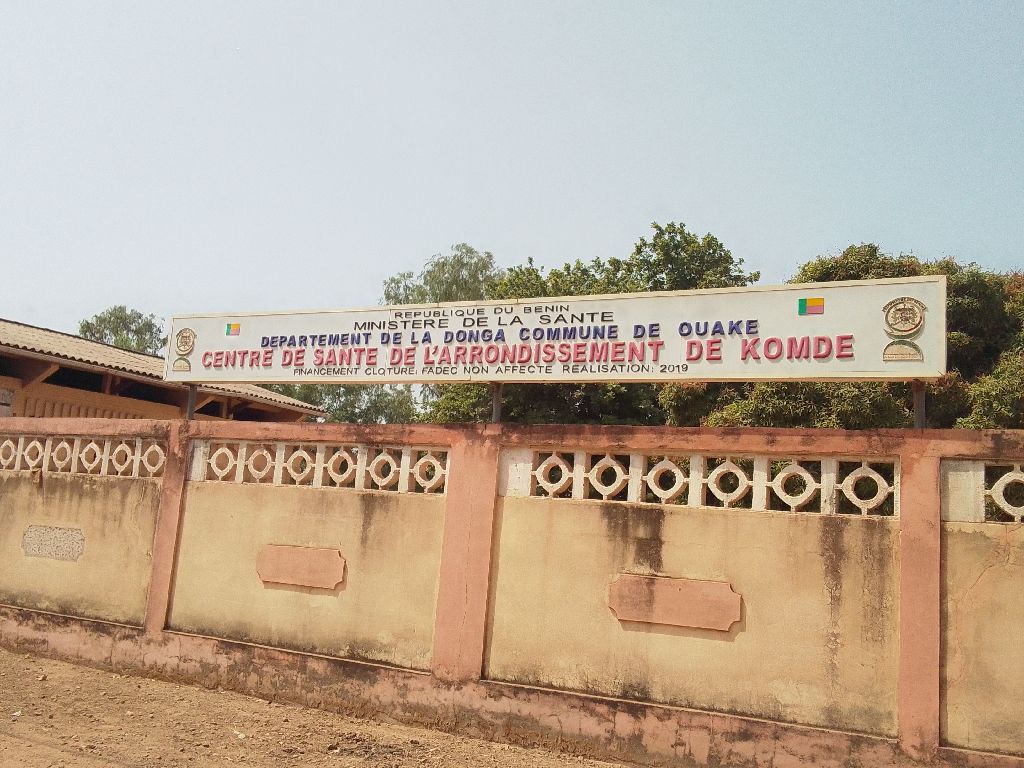 REPUBLIQUE DU BENIN
MINISTERE DE LA SANTE
DEPARTEMENT DE LA DONGA COMMUNE DE OUAKE
CENTRE DE SANTE DE L'ARRONDISSEMENT DE KOMDE
FINANCEMENT CLOTURE: FADEC NON AFFECTE REALISATION: 2019